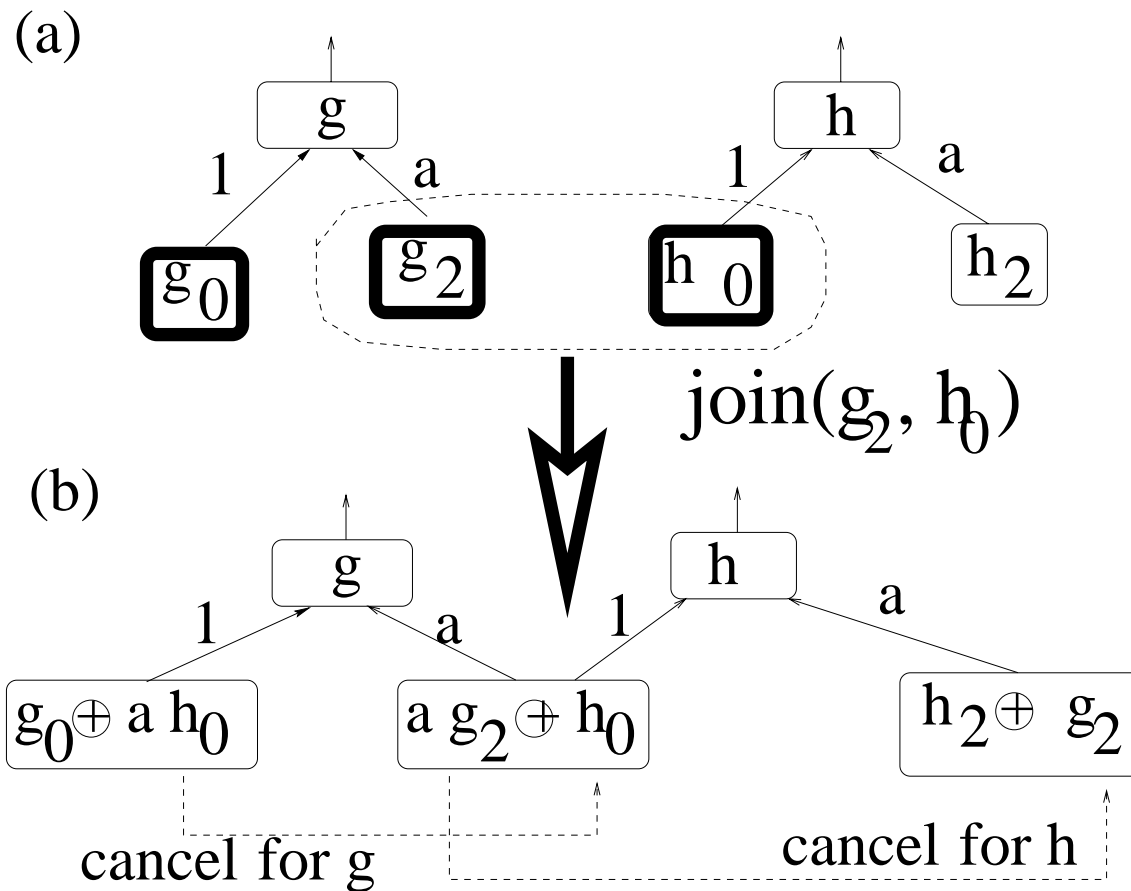 (a)
g h
1 a 1 a
g₀ g₂ h₀ h₂
join(g₂, h₀)
(b)
g h
1 a 1 a
g₀ ⊕ a h₀ a g₂ ⊕ h₀ h₂ ⊕ g₂
cancel for g cancel for h